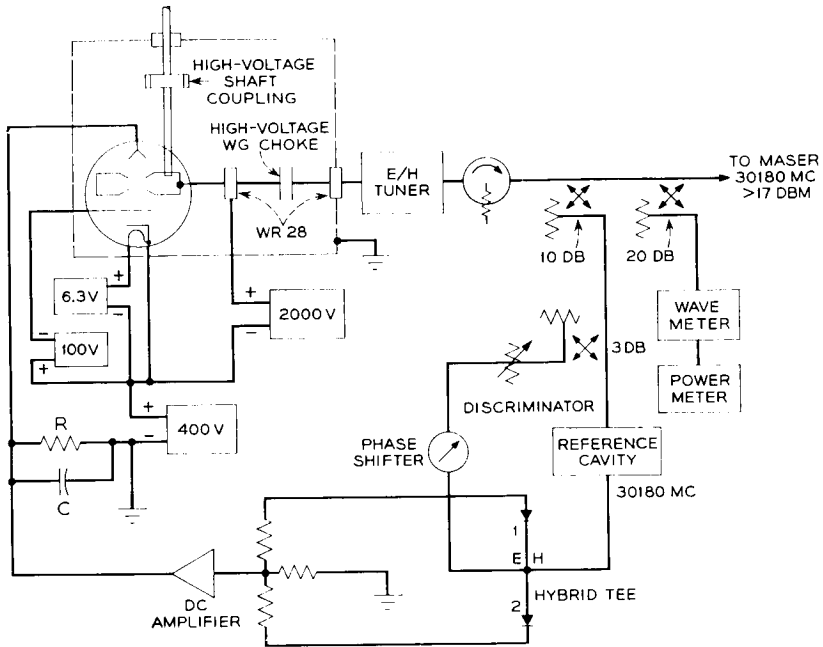 HIGH-VOLTAGE
SHAFT
COUPLING
HIGH-VOLTAGE
WG CHOKE
E/H
TUNER
TO MASER
30180 MC
>17 DBM
WR 28
10 DB
20 DB
+
6.3V
−
+
2000V
−
WAVE
METER
−
100V
+
3 DB
POWER
METER
+
400V
−
DISCRIMINATOR
R
C
PHASE
SHIFTER
REFERENCE
CAVITY
30180 MC
1
E H
2
HYBRID TEE
DC
AMPLIFIER